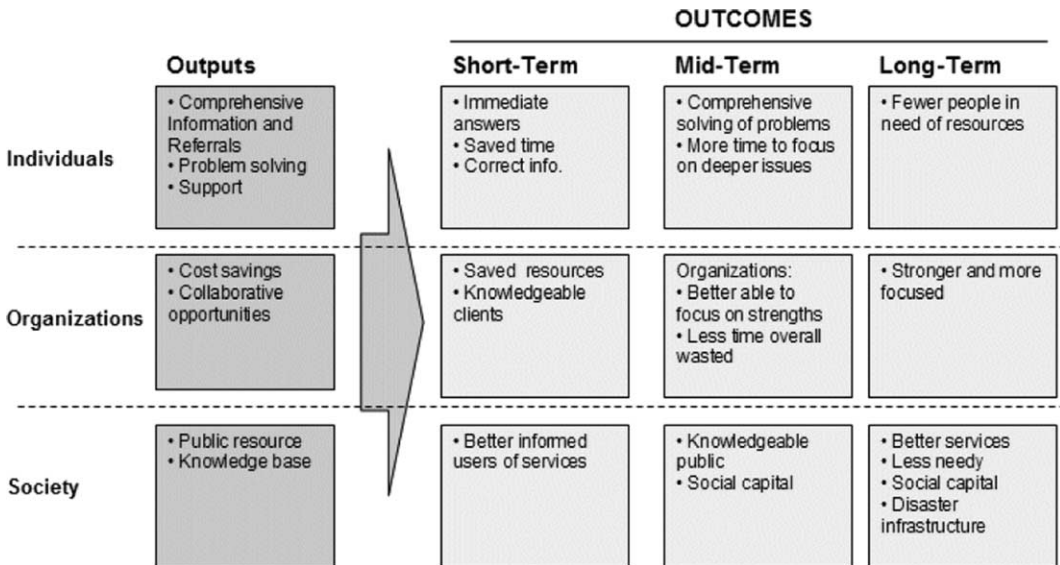 OUTCOMES
Outputs
Short-Term
Mid-Term
Long-Term
Individuals
• Comprehensive
Information and
Referrals
• Problem solving
• Support
• Immediate
answers
• Saved time
• Correct info.
• Comprehensive
solving of problems
• More time to focus
on deeper issues
• Fewer people in
need of resources
Organizations
• Cost savings
• Collaborative
opportunities
• Saved resources
• Knowledgeable
clients
Organizations:
• Better able to
focus on strengths
• Less time overall
wasted
• Stronger and more
focused
Society
• Public resource
• Knowledge base
• Better informed
users of services
• Knowledgeable
public
• Social capital
• Better services
• Less needy
• Social capital
• Disaster
infrastructure